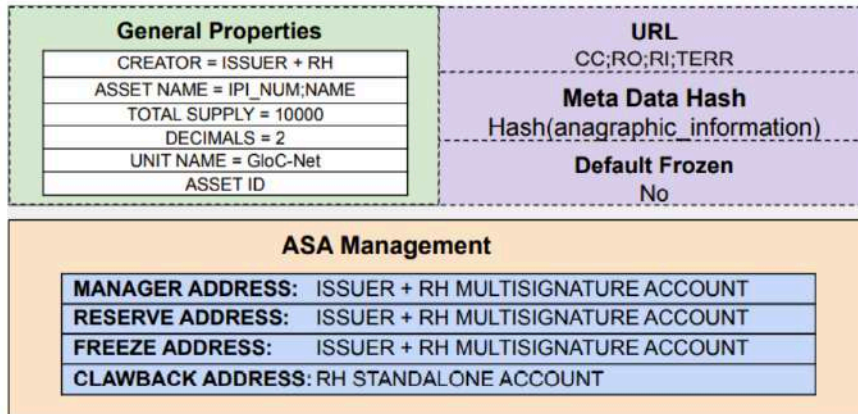 General Properties
CREATOR = ISSUER + RH
ASSET NAME = IPI_NUM;NAME
TOTAL SUPPLY = 10000
DECIMALS = 2
UNIT NAME = GloC-Net
ASSET ID
URL
CC;RO;RI;TERR
Meta Data Hash
Hash(anagraphic_information)
Default Frozen
No
ASA Management
MANAGER ADDRESS: ISSUER + RH MULTISIGNATURE ACCOUNT
RESERVE ADDRESS: ISSUER + RH MULTISIGNATURE ACCOUNT
FREEZE ADDRESS: ISSUER + RH MULTISIGNATURE ACCOUNT
CLAWBACK ADDRESS: RH STANDALONE ACCOUNT